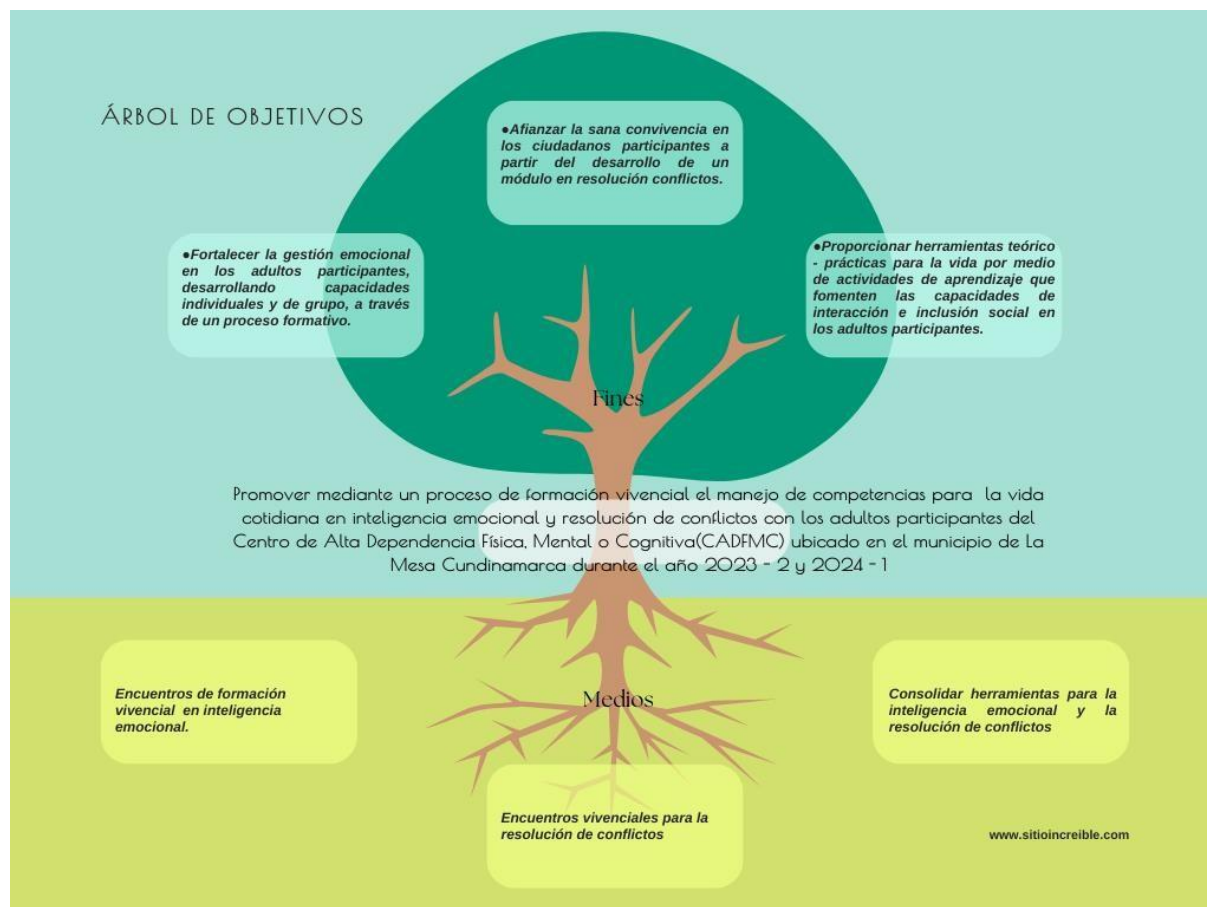 ÁRBOL DE OBJETIVOS
●Afianzar la sana convivencia en
los ciudadanos participantes a
partir del desarrollo de un
módulo en resolución conflictos.
●Fortalecer la gestión emocional
en los adultos participantes,
desarrollando capacidades
individuales y de grupo, a través
de un proceso formativo.
●Proporcionar herramientas teórico
- prácticas para la vida por medio
de actividades de aprendizaje que
fomenten las capacidades de
interacción e inclusión social en
los adultos participantes.
Fines
Promover mediante un proceso de formación vivencial el manejo de competencias para la vida
cotidiana en inteligencia emocional y resolución de conflictos con los adultos participantes del
Centro de Alta Dependencia Física, Mental o Cognitiva(CADFMC) ubicado en el municipio de La
Mesa Cundinamarca durante el año 2023 - 2 y 2024 - 1
Medios
Encuentros de formación
vivencial en inteligencia
emocional.
Consolidar herramientas para la
inteligencia emocional y la
resolución de conflictos
Encuentros vivenciales para la
resolución de conflictos
www.sitioincreible.com